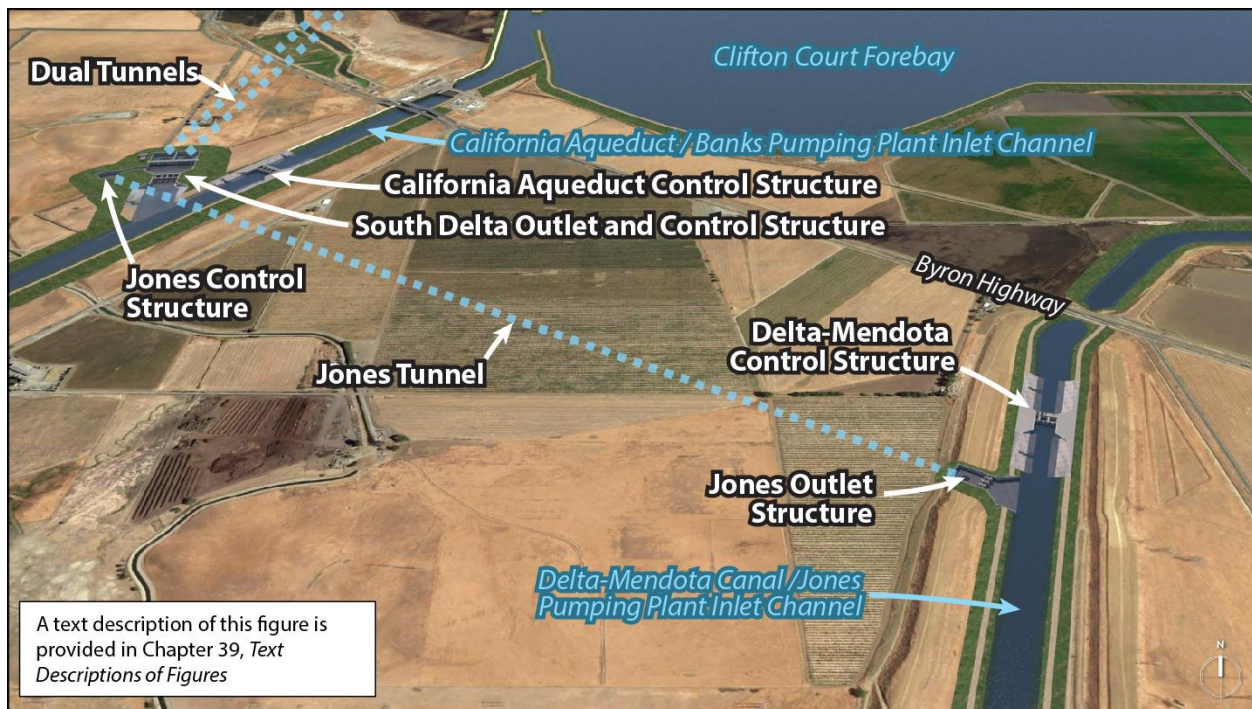 Clifton Court Forebay
Dual Tunnels
California Aqueduct / Banks Pumping Plant Inlet Channel
California Aqueduct Control Structure
South Delta Outlet and Control Structure
Jones Control
Structure
Byron Highway
Delta-Mendota
Control Structure
Jones Tunnel
Jones Outlet
Structure
Delta-Mendota Canal /Jones
Pumping Plant Inlet Channel
A text description of this figure is
provided in Chapter 39, Text
Descriptions of Figures
N